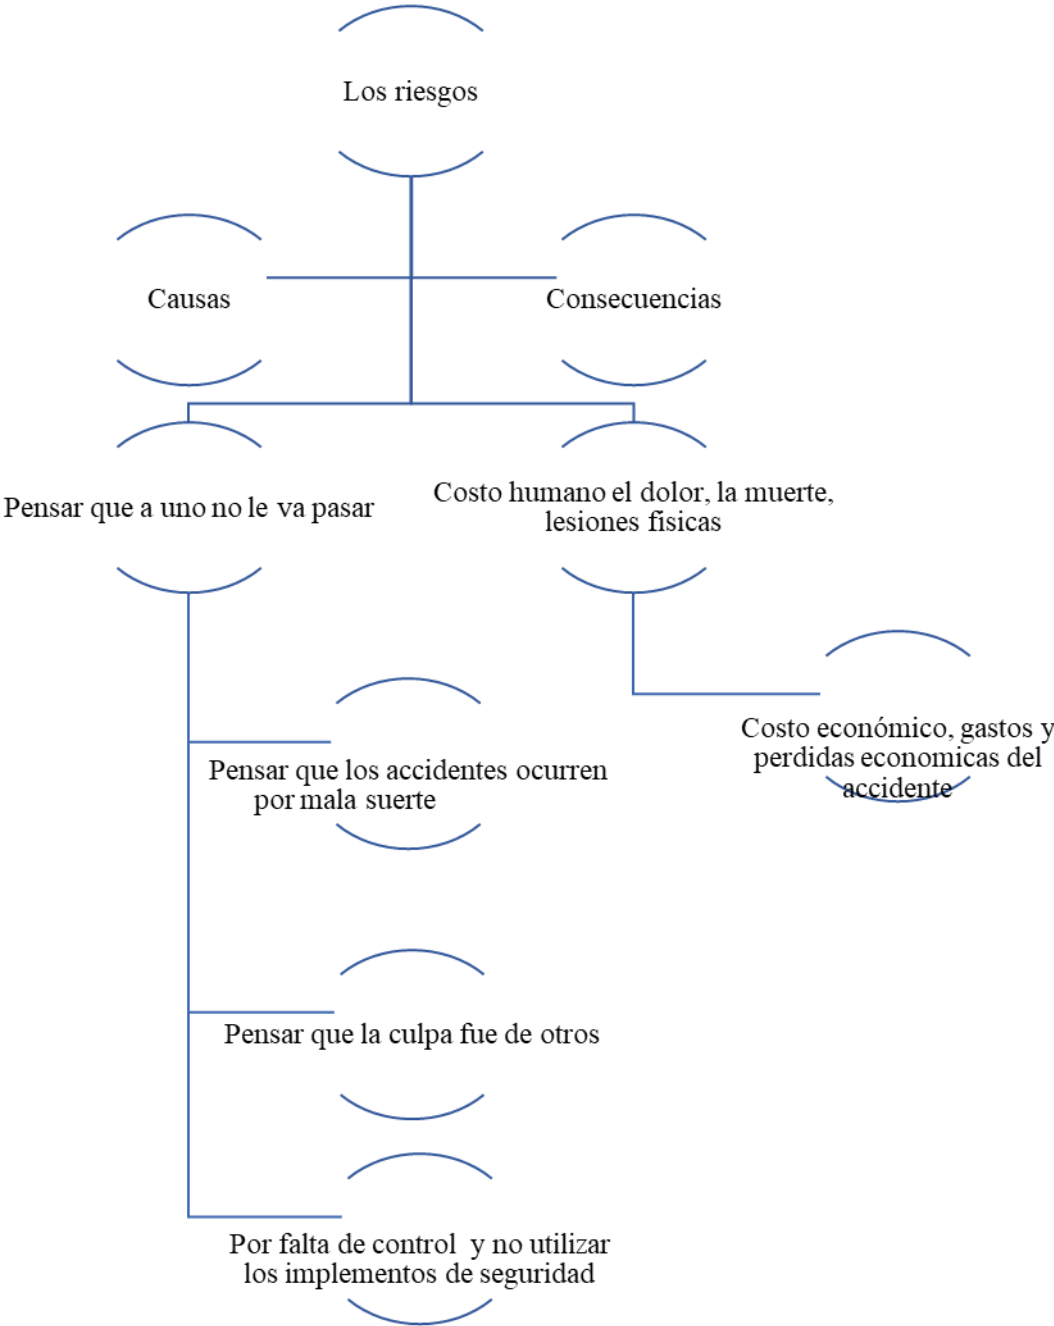 Los riesgos
Causas
Consecuencias
Pensar que a uno no le va pasar
Costo humano el dolor, la muerte,
lesiones físicas
Pensar que los accidentes ocurren
por mala suerte
Costo económico, gastos y
perdidas economicas del
accidente
Pensar que la culpa fue de otros
Por falta de control y no utilizar
los implementos de seguridad